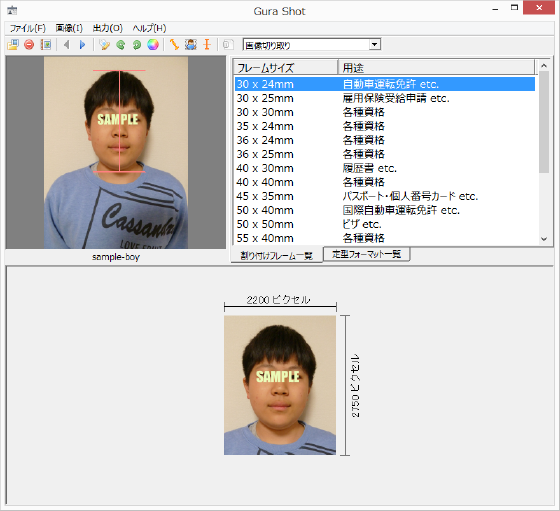 Gura Shot
ファイル(F) 画像(I) 出力(O) ヘルプ(H)
画像切り取り
SAMPLE
Cassanda
LOVE
sample-boy
フレームサイズ 用途
30 x 24mm 自動車運転免許 etc.
30 x 25mm 雇用保険受給申請 etc.
30 x 30mm 各種資格
35 x 24mm 各種資格
36 x 24mm 各種資格
36 x 25mm 各種資格
40 x 30mm 履歴書 etc.
40 x 40mm 各種資格
45 x 35mm パスポート・個人番号カード etc.
50 x 40mm 国際自動車運転免許 etc.
50 x 50mm ビザ etc.
55 x 40mm 各種資格
割り付けフレーム一覧 定型フォーマット一覧
2200 ピクセル
SAMPLE
2750 ピクセル